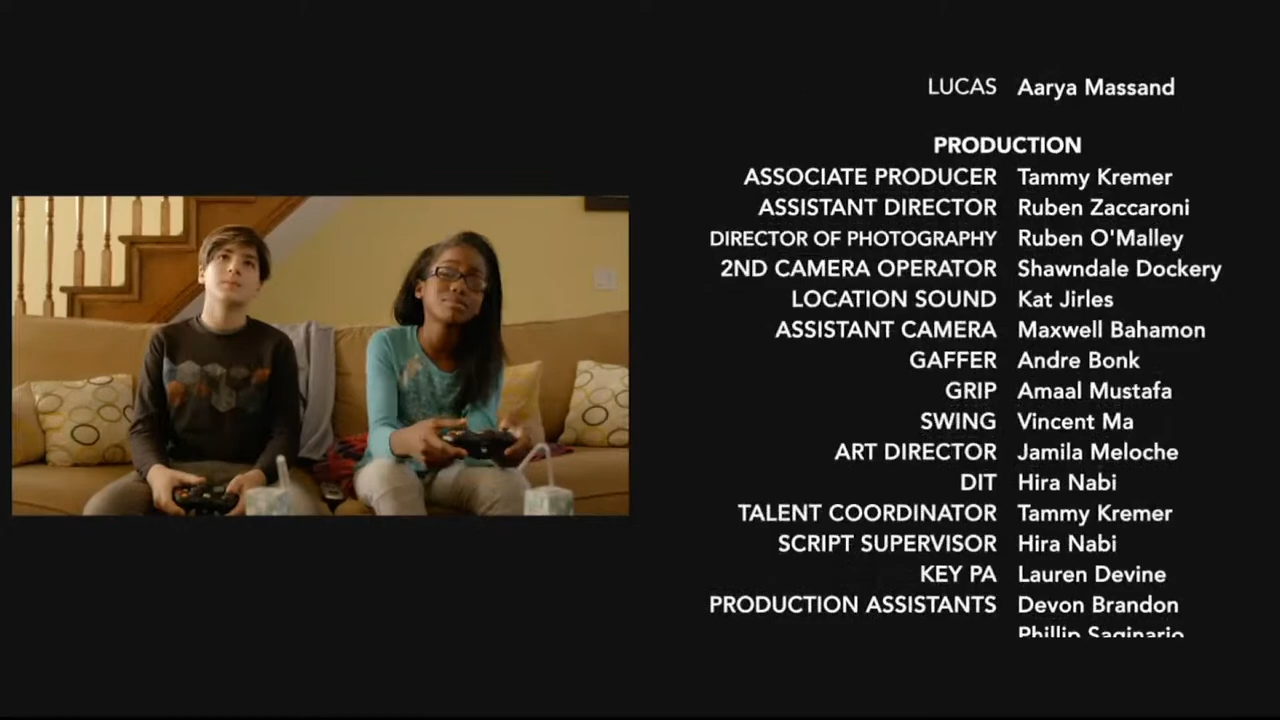 LUCAS Aarya Massand
PRODUCTION
ASSOCIATE PRODUCER Tammy Kremer
ASSISTANT DIRECTOR Ruben Zaccaroni
DIRECTOR OF PHOTOGRAPHY Ruben O'Malley
2ND CAMERA OPERATOR Shawndale Dockery
LOCATION SOUND Kat Jirles
ASSISTANT CAMERA Maxwell Bahamon
GAFFER Andre Bonk
GRIP Amaal Mustafa
SWING Vincent Ma
ART DIRECTOR Jamila Meloche
DIT Hira Nabi
TALENT COORDINATOR Tammy Kremer
SCRIPT SUPERVISOR Hira Nabi
KEY PA Lauren Devine
PRODUCTION ASSISTANTS Devon Brandon
Phillip Saginario